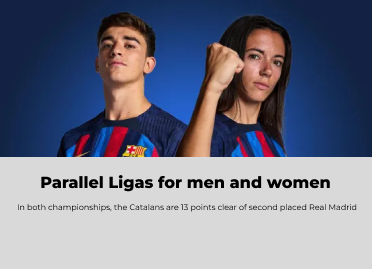 Parallel Ligas for men and women
In both championships, the Catalans are 13 points clear of second placed Real Madrid